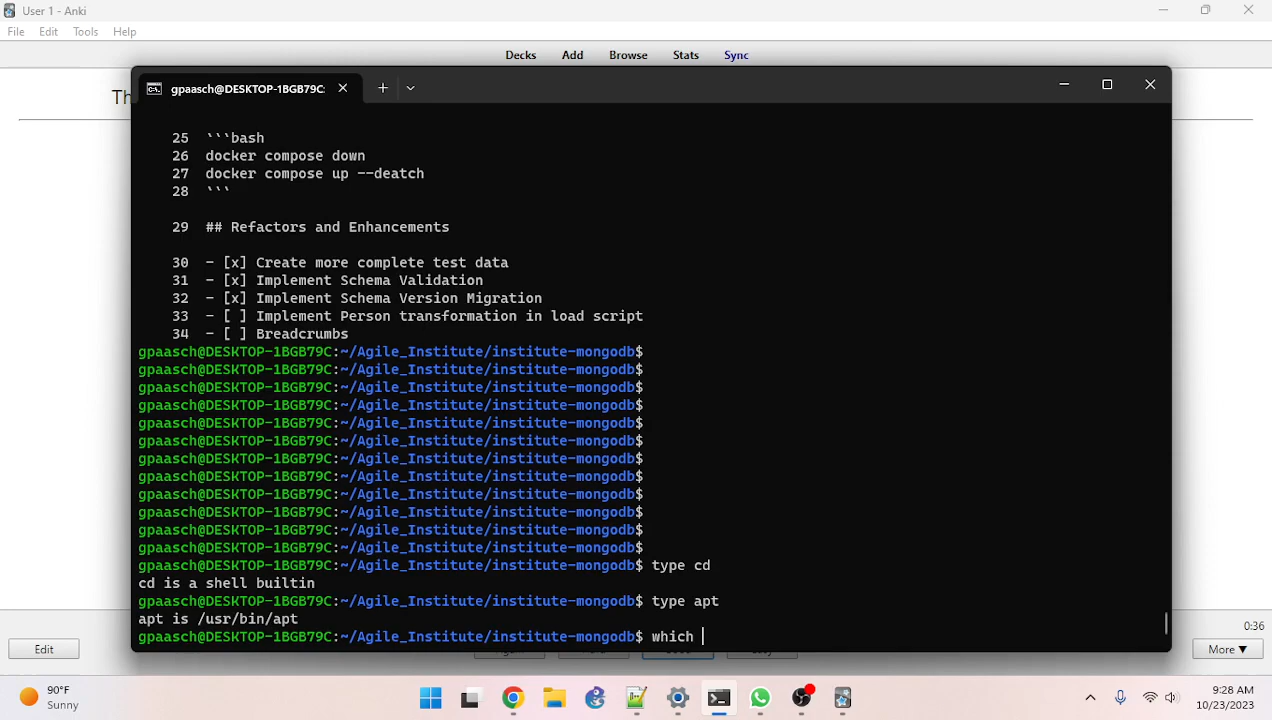 User 1 - Anki
File Edit Tools Help
Decks Add Browse Stats Sync
Th
gpaasch@DESKTOP-1BGB79C:
25 ```bash
26 docker compose down
27 docker compose up --deatch
28 ```
29 ## Refactors and Enhancements
30 - [x] Create more complete test data
31 - [x] Implement Schema Validation
32 - [x] Implement Schema Version Migration
33 - [ ] Implement Person transformation in load script
34 - [ ] Breadcrumbs
gpaasch@DESKTOP-1BGB79C:~/Agile_Institute/institute-mongodb$
gpaasch@DESKTOP-1BGB79C:~/Agile_Institute/institute-mongodb$
gpaasch@DESKTOP-1BGB79C:~/Agile_Institute/institute-mongodb$
gpaasch@DESKTOP-1BGB79C:~/Agile_Institute/institute-mongodb$
gpaasch@DESKTOP-1BGB79C:~/Agile_Institute/institute-mongodb$
gpaasch@DESKTOP-1BGB79C:~/Agile_Institute/institute-mongodb$
gpaasch@DESKTOP-1BGB79C:~/Agile_Institute/institute-mongodb$
gpaasch@DESKTOP-1BGB79C:~/Agile_Institute/institute-mongodb$
gpaasch@DESKTOP-1BGB79C:~/Agile_Institute/institute-mongodb$
gpaasch@DESKTOP-1BGB79C:~/Agile_Institute/institute-mongodb$
gpaasch@DESKTOP-1BGB79C:~/Agile_Institute/institute-mongodb$
gpaasch@DESKTOP-1BGB79C:~/Agile_Institute/institute-mongodb$
gpaasch@DESKTOP-1BGB79C:~/Agile_Institute/institute-mongodb$ type cd
cd is a shell builtin
gpaasch@DESKTOP-1BGB79C:~/Agile_Institute/institute-mongodb$ type apt
apt is /usr/bin/apt
gpaasch@DESKTOP-1BGB79C:~/Agile_Institute/institute-mongodb$ which
0:36
Edit
More ▼
90°F
Sunny
9:28 AM
10/23/2023